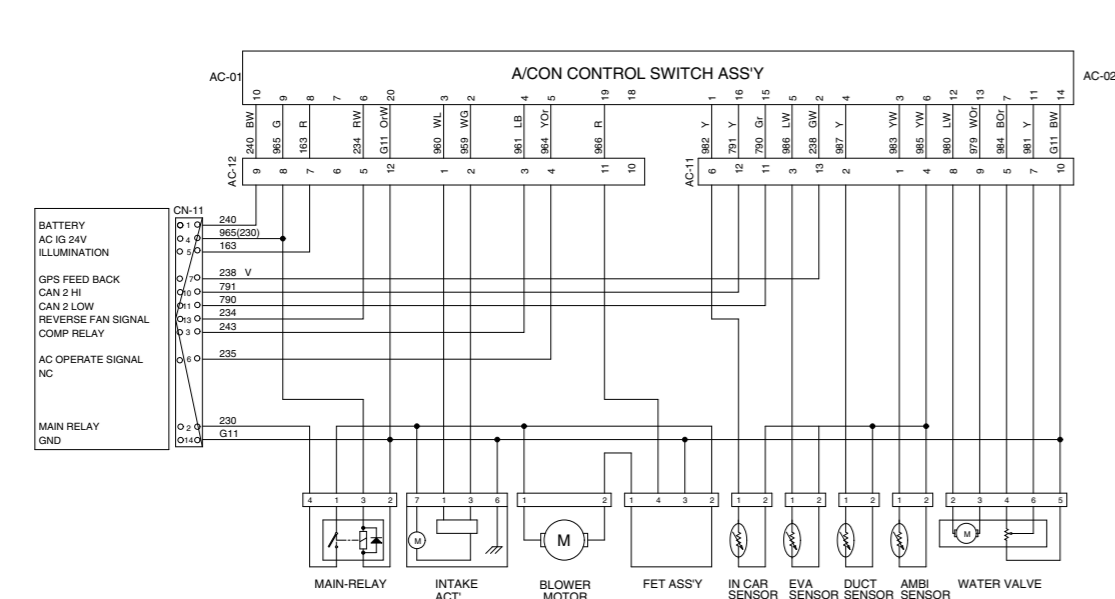 A/CON CONTROL SWITCH ASS'Y
AC-01
AC-02
10 9 8 7 6 20 3 2 4 5 19 18 1 16 15 5 2 4 3 6 12 13 7 11 14
BW G R RW OrW WL WG LB YOr R Y Y Gr LW GW Y YW YW LW WOr BOr Y BW
240 965 163 234 G11 960 959 961 964 966 982 791 790 986 238 987 983 985 980 979 984 981 G11
AC-12
9 8 7 6 5 12 1 2 3 4 11 10
AC-11
6 12 11 3 13 2 1 4 8 9 5 7 10
CN-11
BATTERY 1 240
AC IG 24V 4 965(230)
ILLUMINATION 5 163
GPS FEED BACK 7 238 V
CAN 2 HI 10 791
CAN 2 LOW 11 790
REVERSE FAN SIGNAL 13 234
COMP RELAY 3 243
AC OPERATE SIGNAL 6 235
NC
MAIN RELAY 2 230
GND 14 G11
4 1 3 2
7 1 3 6
1 2
1 4 3 2
1 2
1 2
1 2
1 2
2 3 4 6 5
M
M
M
MAIN-RELAY
INTAKE
ACT'
BLOWER
MOTOR
FET ASS'Y
IN CAR
SENSOR
EVA
SENSOR
DUCT
SENSOR
AMBI
SENSOR
WATER VALVE